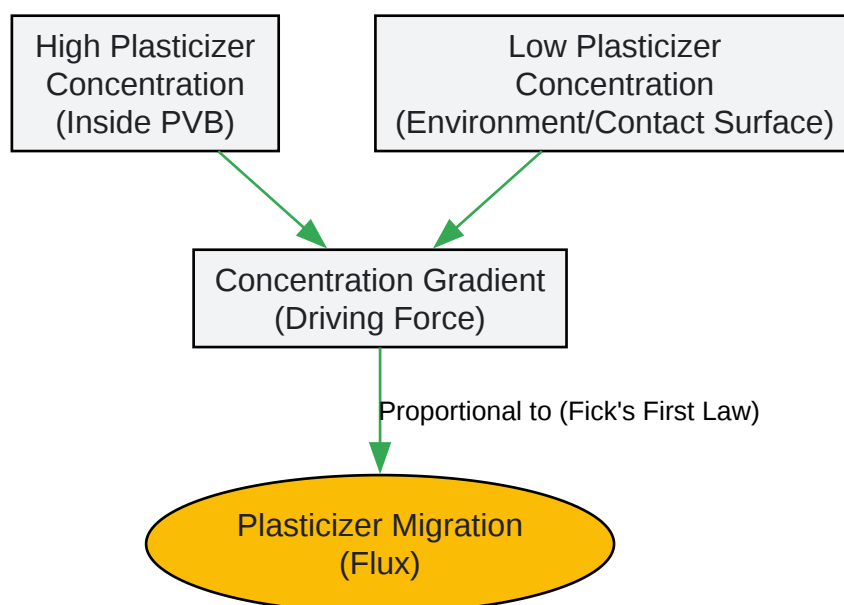 High Plasticizer
Concentration
(Inside PVB)
Low Plasticizer
Concentration
(Environment/Contact Surface)
Concentration Gradient
(Driving Force)
Proportional to (Fick's First Law)
Plasticizer Migration
(Flux)